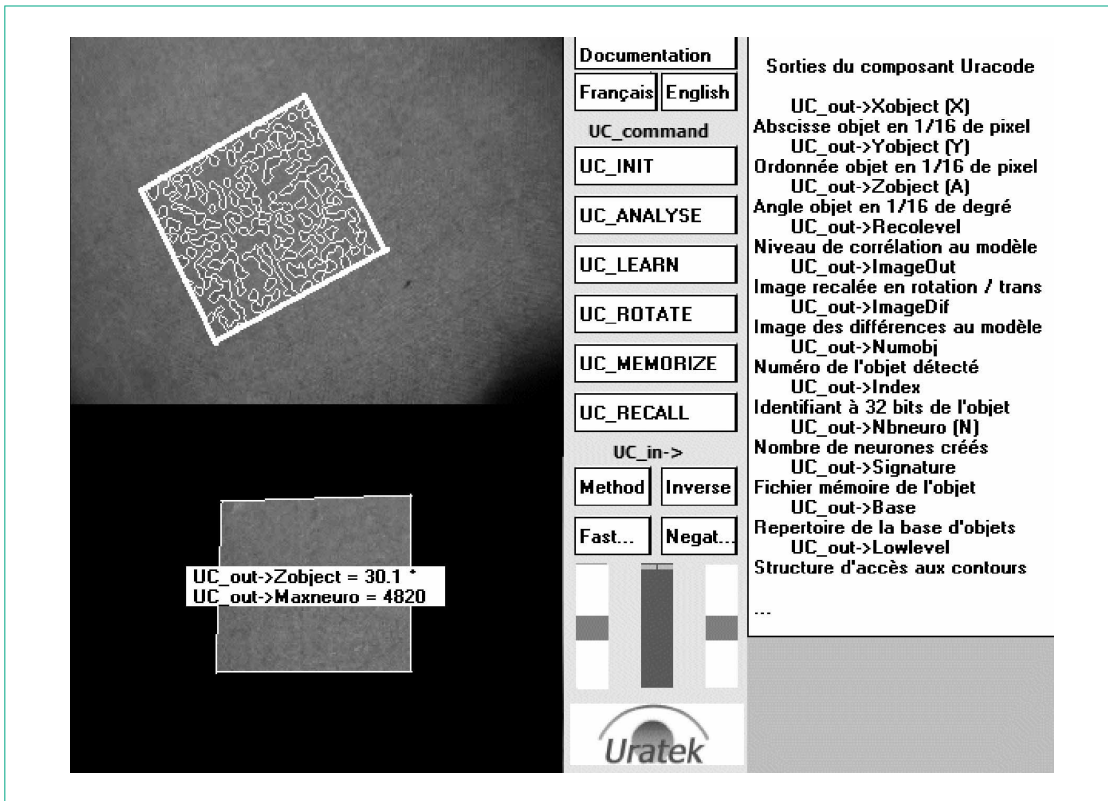 UC_out->Zobject = 30.1 °
UC_out->Maxneuro = 4820
Documentation
Français English
UC_command
UC_INIT
UC_ANALYSE
UC_LEARN
UC_ROTATE
UC_MEMORIZE
UC_RECALL
UC_in->
Method Inverse
Fast... Negat...
Uratek
Sorties du composant Uracode
UC_out->Xobject (X)
Abscisse objet en 1/16 de pixel
UC_out->Yobject (Y)
Ordonnée objet en 1/16 de pixel
UC_out->Zobject (A)
Angle objet en 1/16 de degré
UC_out->Recolevel
Niveau de corrélation au modèle
UC_out->ImageOut
Image recalée en rotation / trans
UC_out->ImageDif
Image des différences au modèle
UC_out->Numobj
Numéro de l'objet détecté
UC_out->Index
Identifiant à 32 bits de l'objet
UC_out->Nbneuro (N)
Nombre de neurones créés
UC_out->Signature
Fichier mémoire de l'objet
UC_out->Base
Repertoire de la base d'objets
UC_out->Lowlevel
Structure d'accès aux contours
...